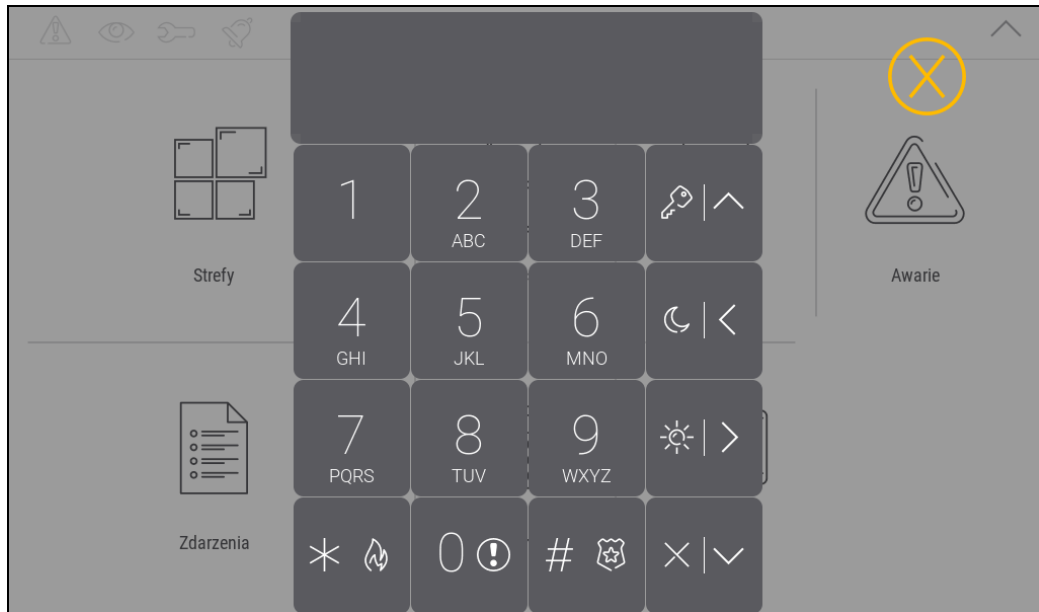 1
2
ABC
3
DEF
Strefy
Awarie
4
GHI
5
JKL
6
MNO
7
PQRS
8
TUV
9
WXYZ
Zdarzenia
*
0
#